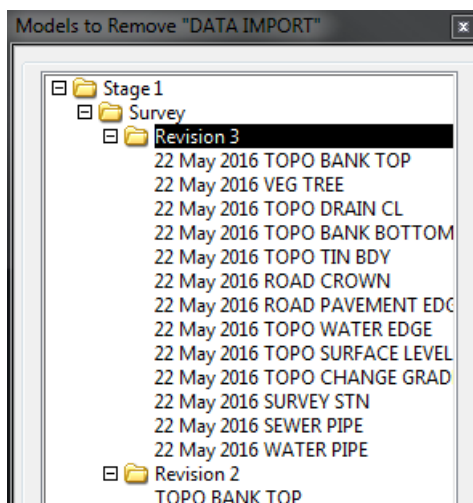 Models to Remove "DATA IMPORT"
Stage 1
Survey
Revision 3
22 May 2016 TOPO BANK TOP
22 May 2016 VEG TREE
22 May 2016 TOPO DRAIN CL
22 May 2016 TOPO BANK BOTTOM
22 May 2016 TOPO TIN BDY
22 May 2016 ROAD CROWN
22 May 2016 ROAD PAVEMENT EDG
22 May 2016 TOPO WATER EDGE
22 May 2016 TOPO SURFACE LEVEL
22 May 2016 TOPO CHANGE GRAD
22 May 2016 SURVEY STN
22 May 2016 SEWER PIPE
22 May 2016 WATER PIPE
Revision 2
TOPO BANK TOP